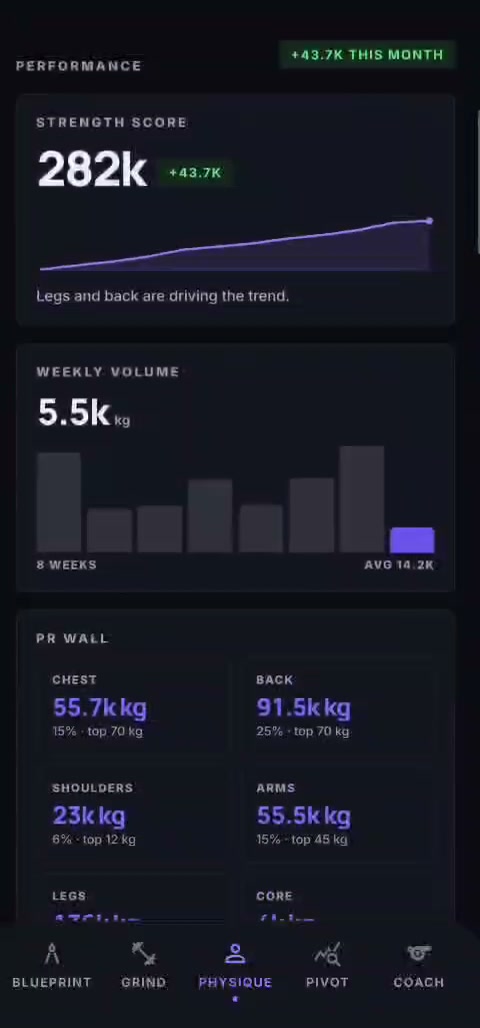 +43.7K THIS MONTH
PERFORMANCE
STRENGTH SCORE
282k +43.7K
Legs and back are driving the trend.
WEEKLY VOLUME
5.5k kg
8 WEEKS AVG 14.2K
PR WALL
CHEST BACK
55.7k kg 91.5k kg
15% · top 70 kg 25% · top 70 kg
SHOULDERS ARMS
23k kg 55.5k kg
6% · top 12 kg 15% · top 45 kg
LEGS CORE
BLUEPRINT GRIND PHYSIQUE PIVOT COACH